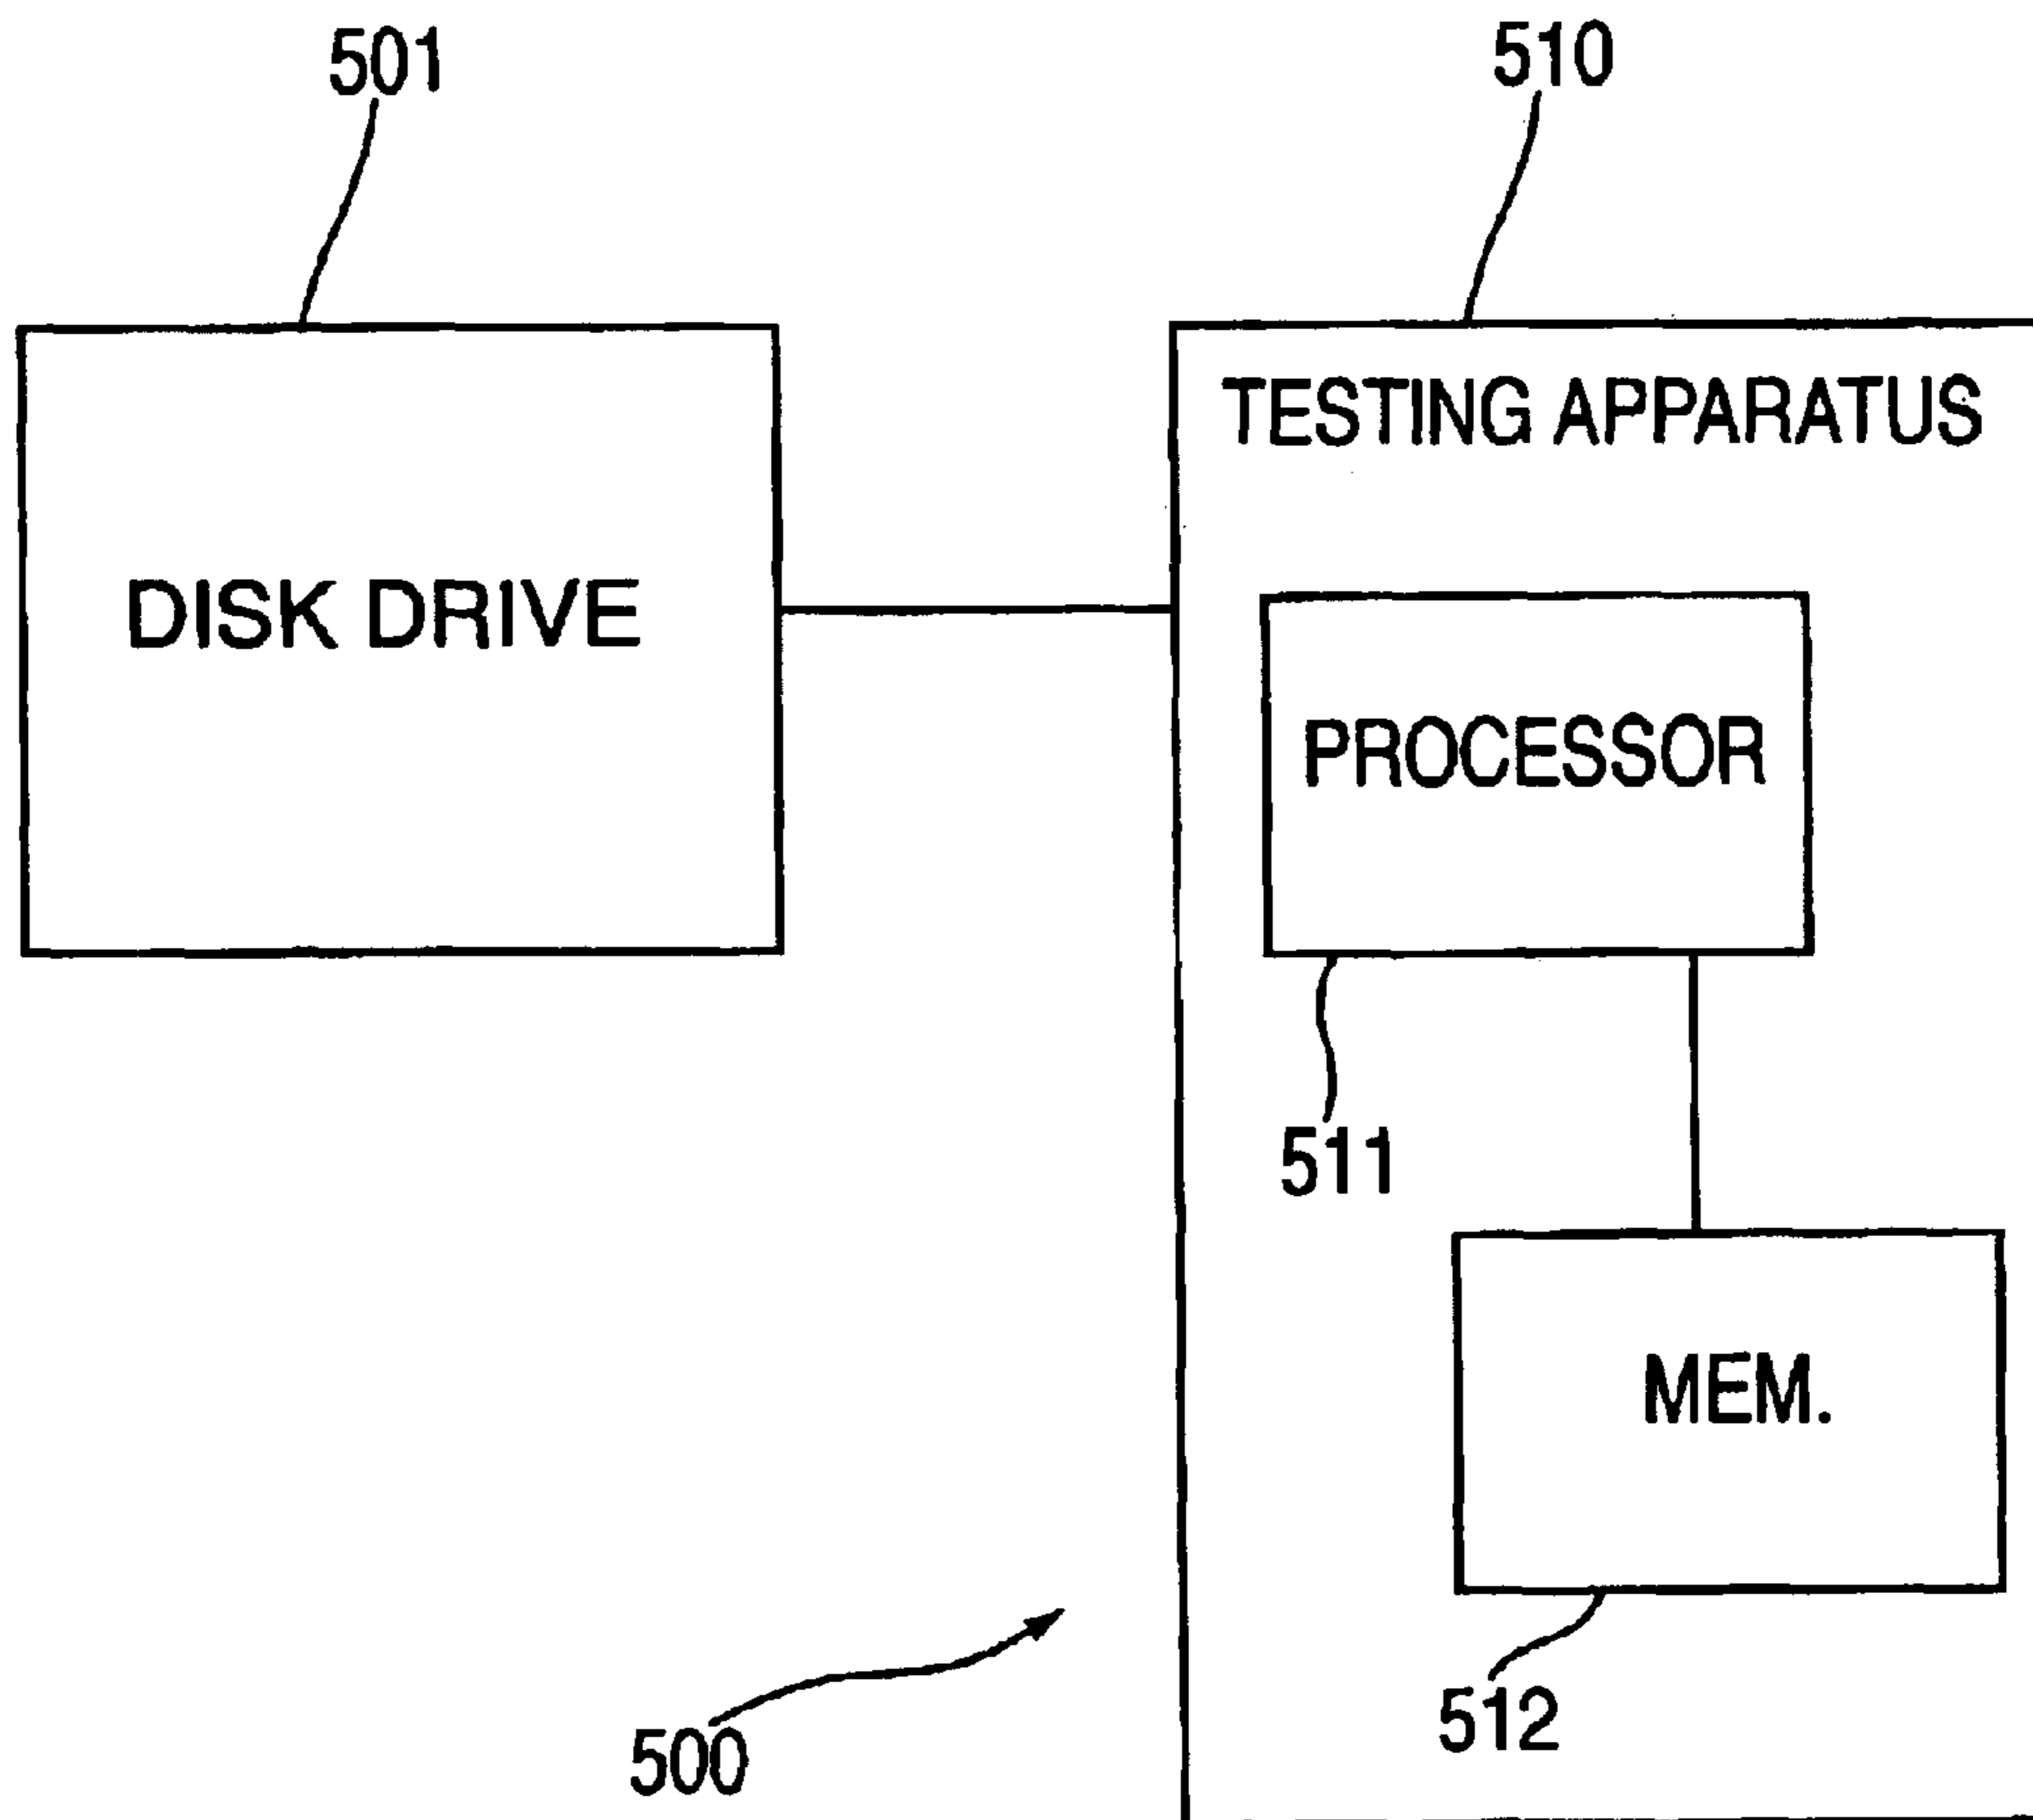 501
510
TESTING APPARATUS
DISK DRIVE
PROCESSOR
511
MEM.
512
500